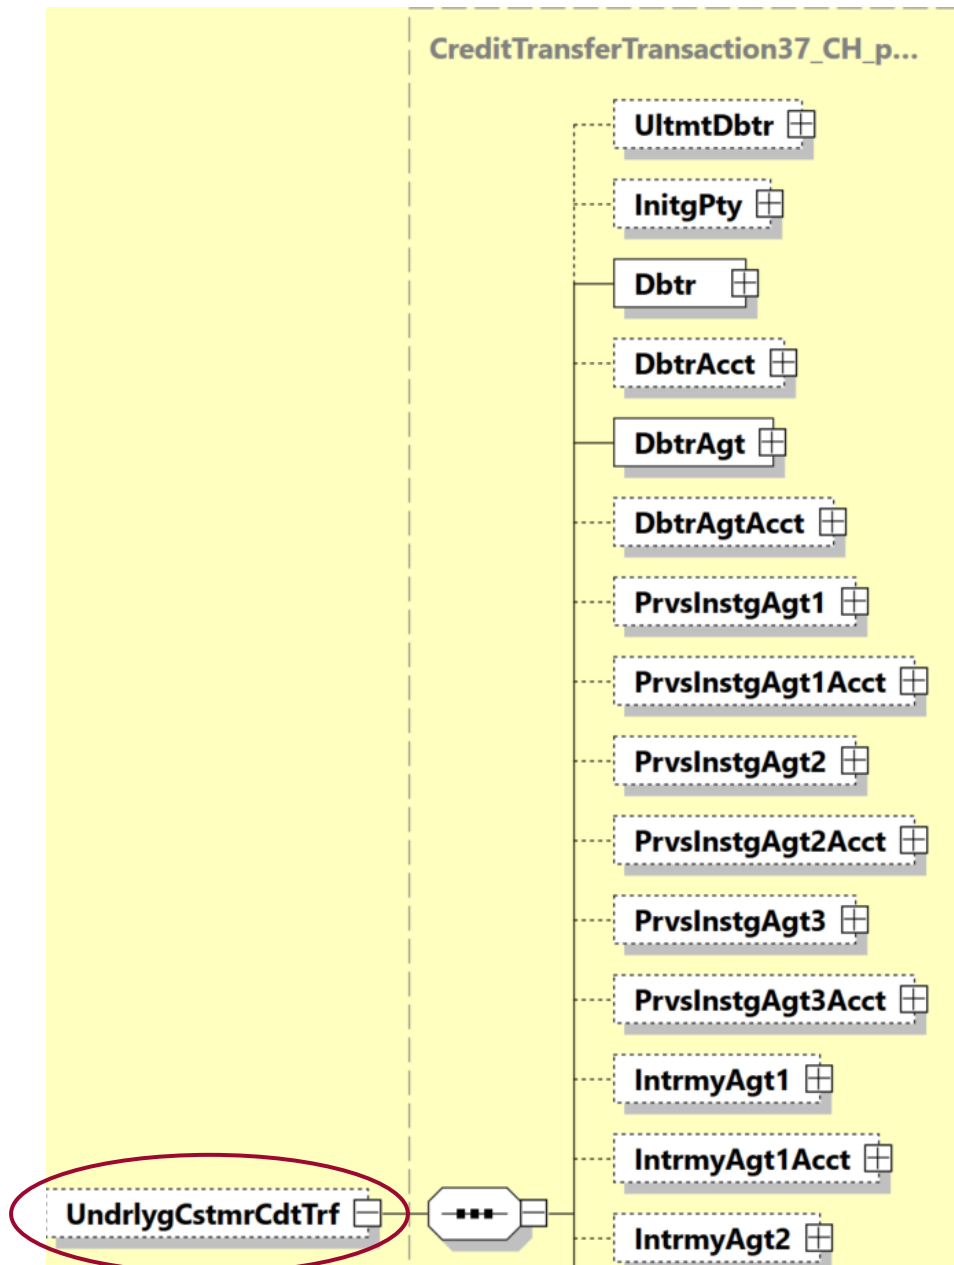 CreditTransferTransaction37_CH_p...
UltmtDbtr
InitgPty
Dbtr
DbtrAcct
DbtrAgt
DbtrAgtAcct
PrvsInstgAgt1
PrvsInstgAgt1Acct
PrvsInstgAgt2
PrvsInstgAgt2Acct
PrvsInstgAgt3
PrvsInstgAgt3Acct
IntrmyAgt1
IntrmyAgt1Acct
UndrlygCstmrCdtTrf
IntrmyAgt2